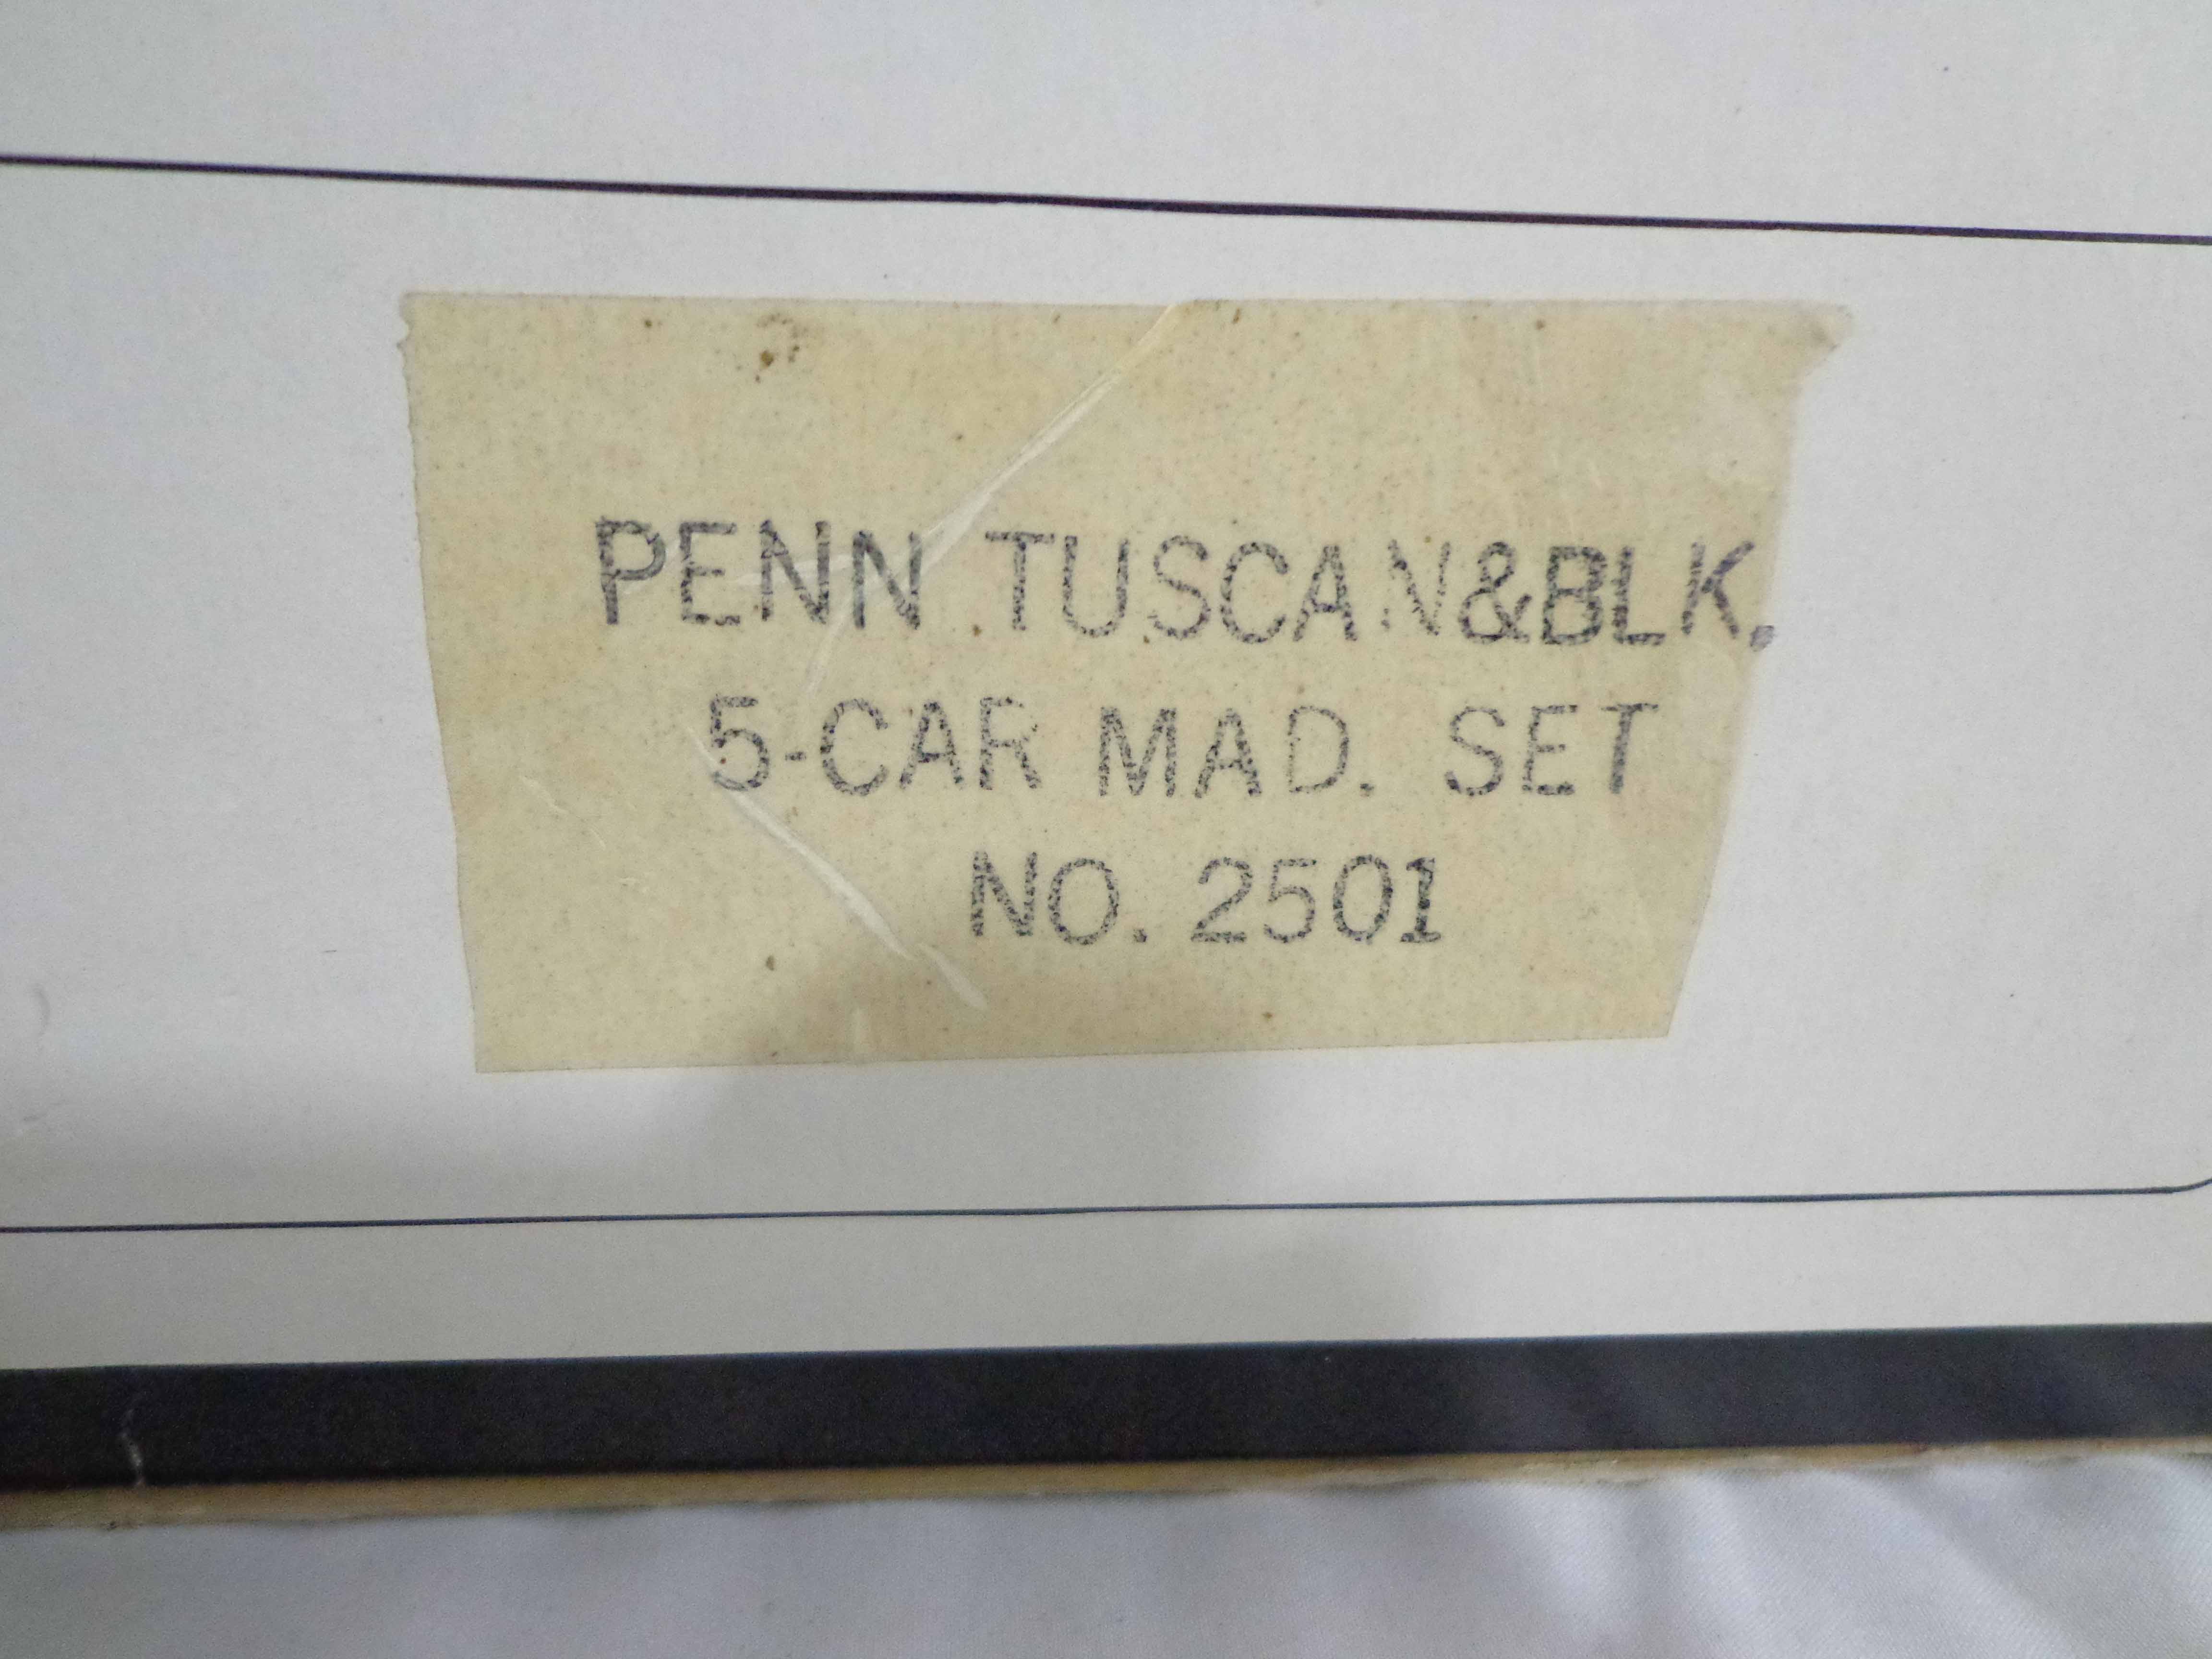 PENN TUSCAN&BLK.
5-CAR MAD. SET
NO. 2501